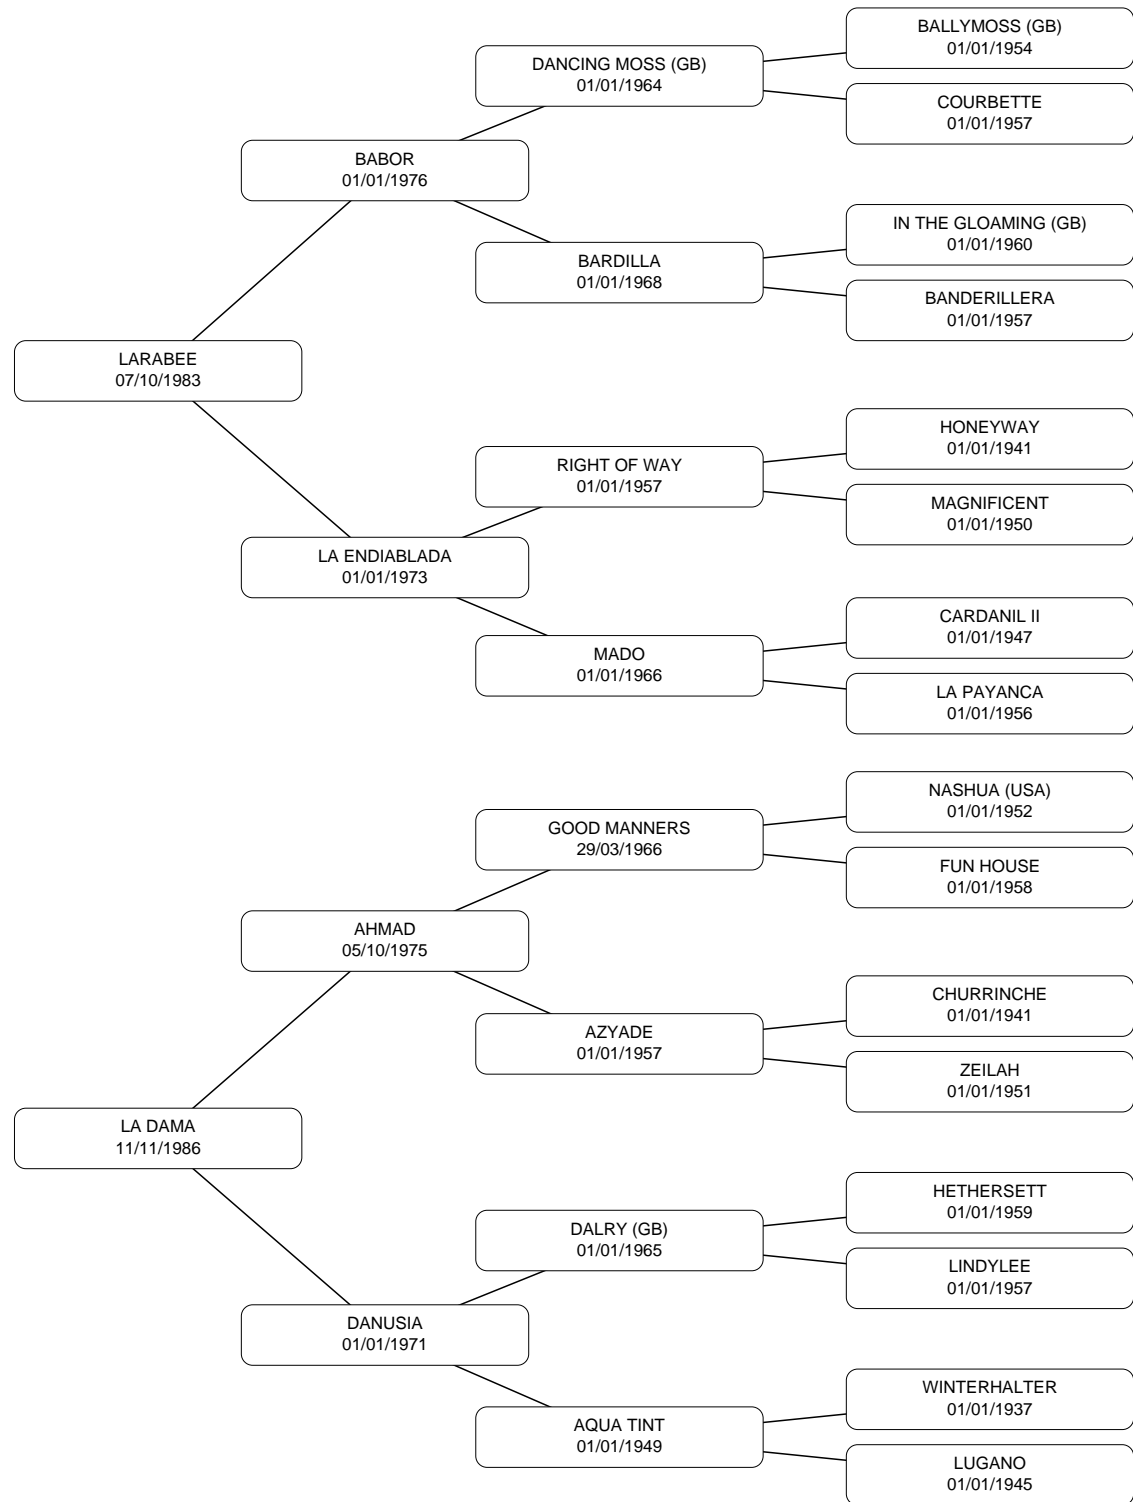 BALLYMOSS (GB)
01/01/1954
DANCING MOSS (GB)
01/01/1964
COURBETTE
01/01/1957
BABOR
01/01/1976
IN THE GLOAMING (GB)
01/01/1960
BARDILLA
01/01/1968
BANDERILLERA
01/01/1957
LARABEE
07/10/1983
HONEYWAY
01/01/1941
RIGHT OF WAY
01/01/1957
MAGNIFICENT
01/01/1950
LA ENDIABLADA
01/01/1973
CARDANIL II
01/01/1947
MADO
01/01/1966
LA PAYANCA
01/01/1956
NASHUA (USA)
01/01/1952
GOOD MANNERS
29/03/1966
FUN HOUSE
01/01/1958
AHMAD
05/10/1975
CHURRINCHE
01/01/1941
AZYADE
01/01/1957
ZEILAH
01/01/1951
LA DAMA
11/11/1986
HETHERSETT
01/01/1959
DALRY (GB)
01/01/1965
LINDYLEE
01/01/1957
DANUSIA
01/01/1971
WINTERHALTER
01/01/1937
AQUA TINT
01/01/1949
LUGANO
01/01/1945